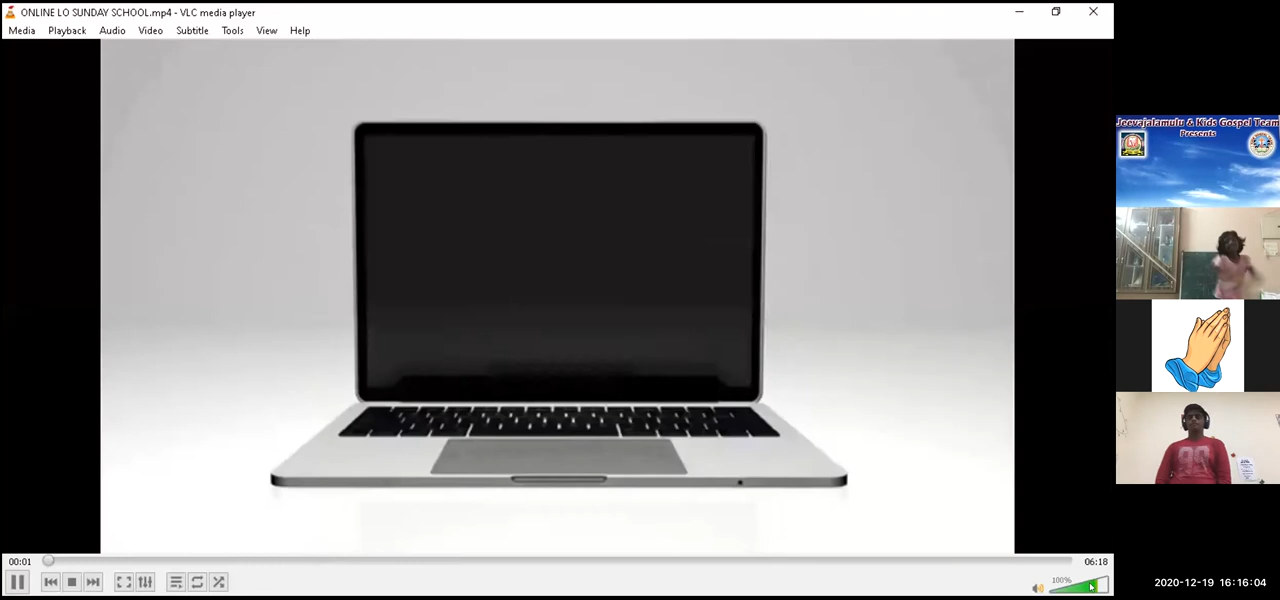 ONLINE LO SUNDAY SCHOOL.mp4 - VLC media player
Media Playback Audio Video Subtitle Tools View Help
Jeevajalamulu & Kids Gospel Team
Presents
00:01
06:18
100%
2020-12-19 16:16:04